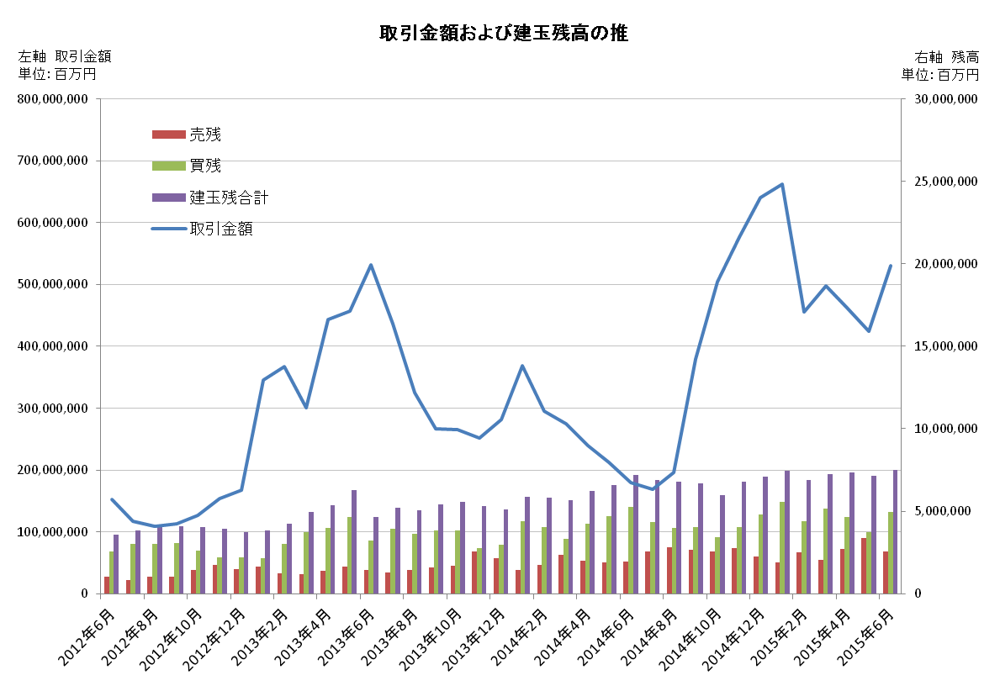 取引金額および建玉残高の推
左軸 取引金額
単位: 百万円
右軸 残高
単位: 百万円
800,000,000
700,000,000
600,000,000
500,000,000
400,000,000
300,000,000
200,000,000
100,000,000
0
売残
買残
建玉残合計
取引金額
30,000,000
25,000,000
20,000,000
15,000,000
10,000,000
5,000,000
0
2012年6月
2012年8月
2012年10月
2012年12月
2013年2月
2013年4月
2013年6月
2013年8月
2013年10月
2013年12月
2014年2月
2014年4月
2014年6月
2014年8月
2014年10月
2014年12月
2015年2月
2015年4月
2015年6月